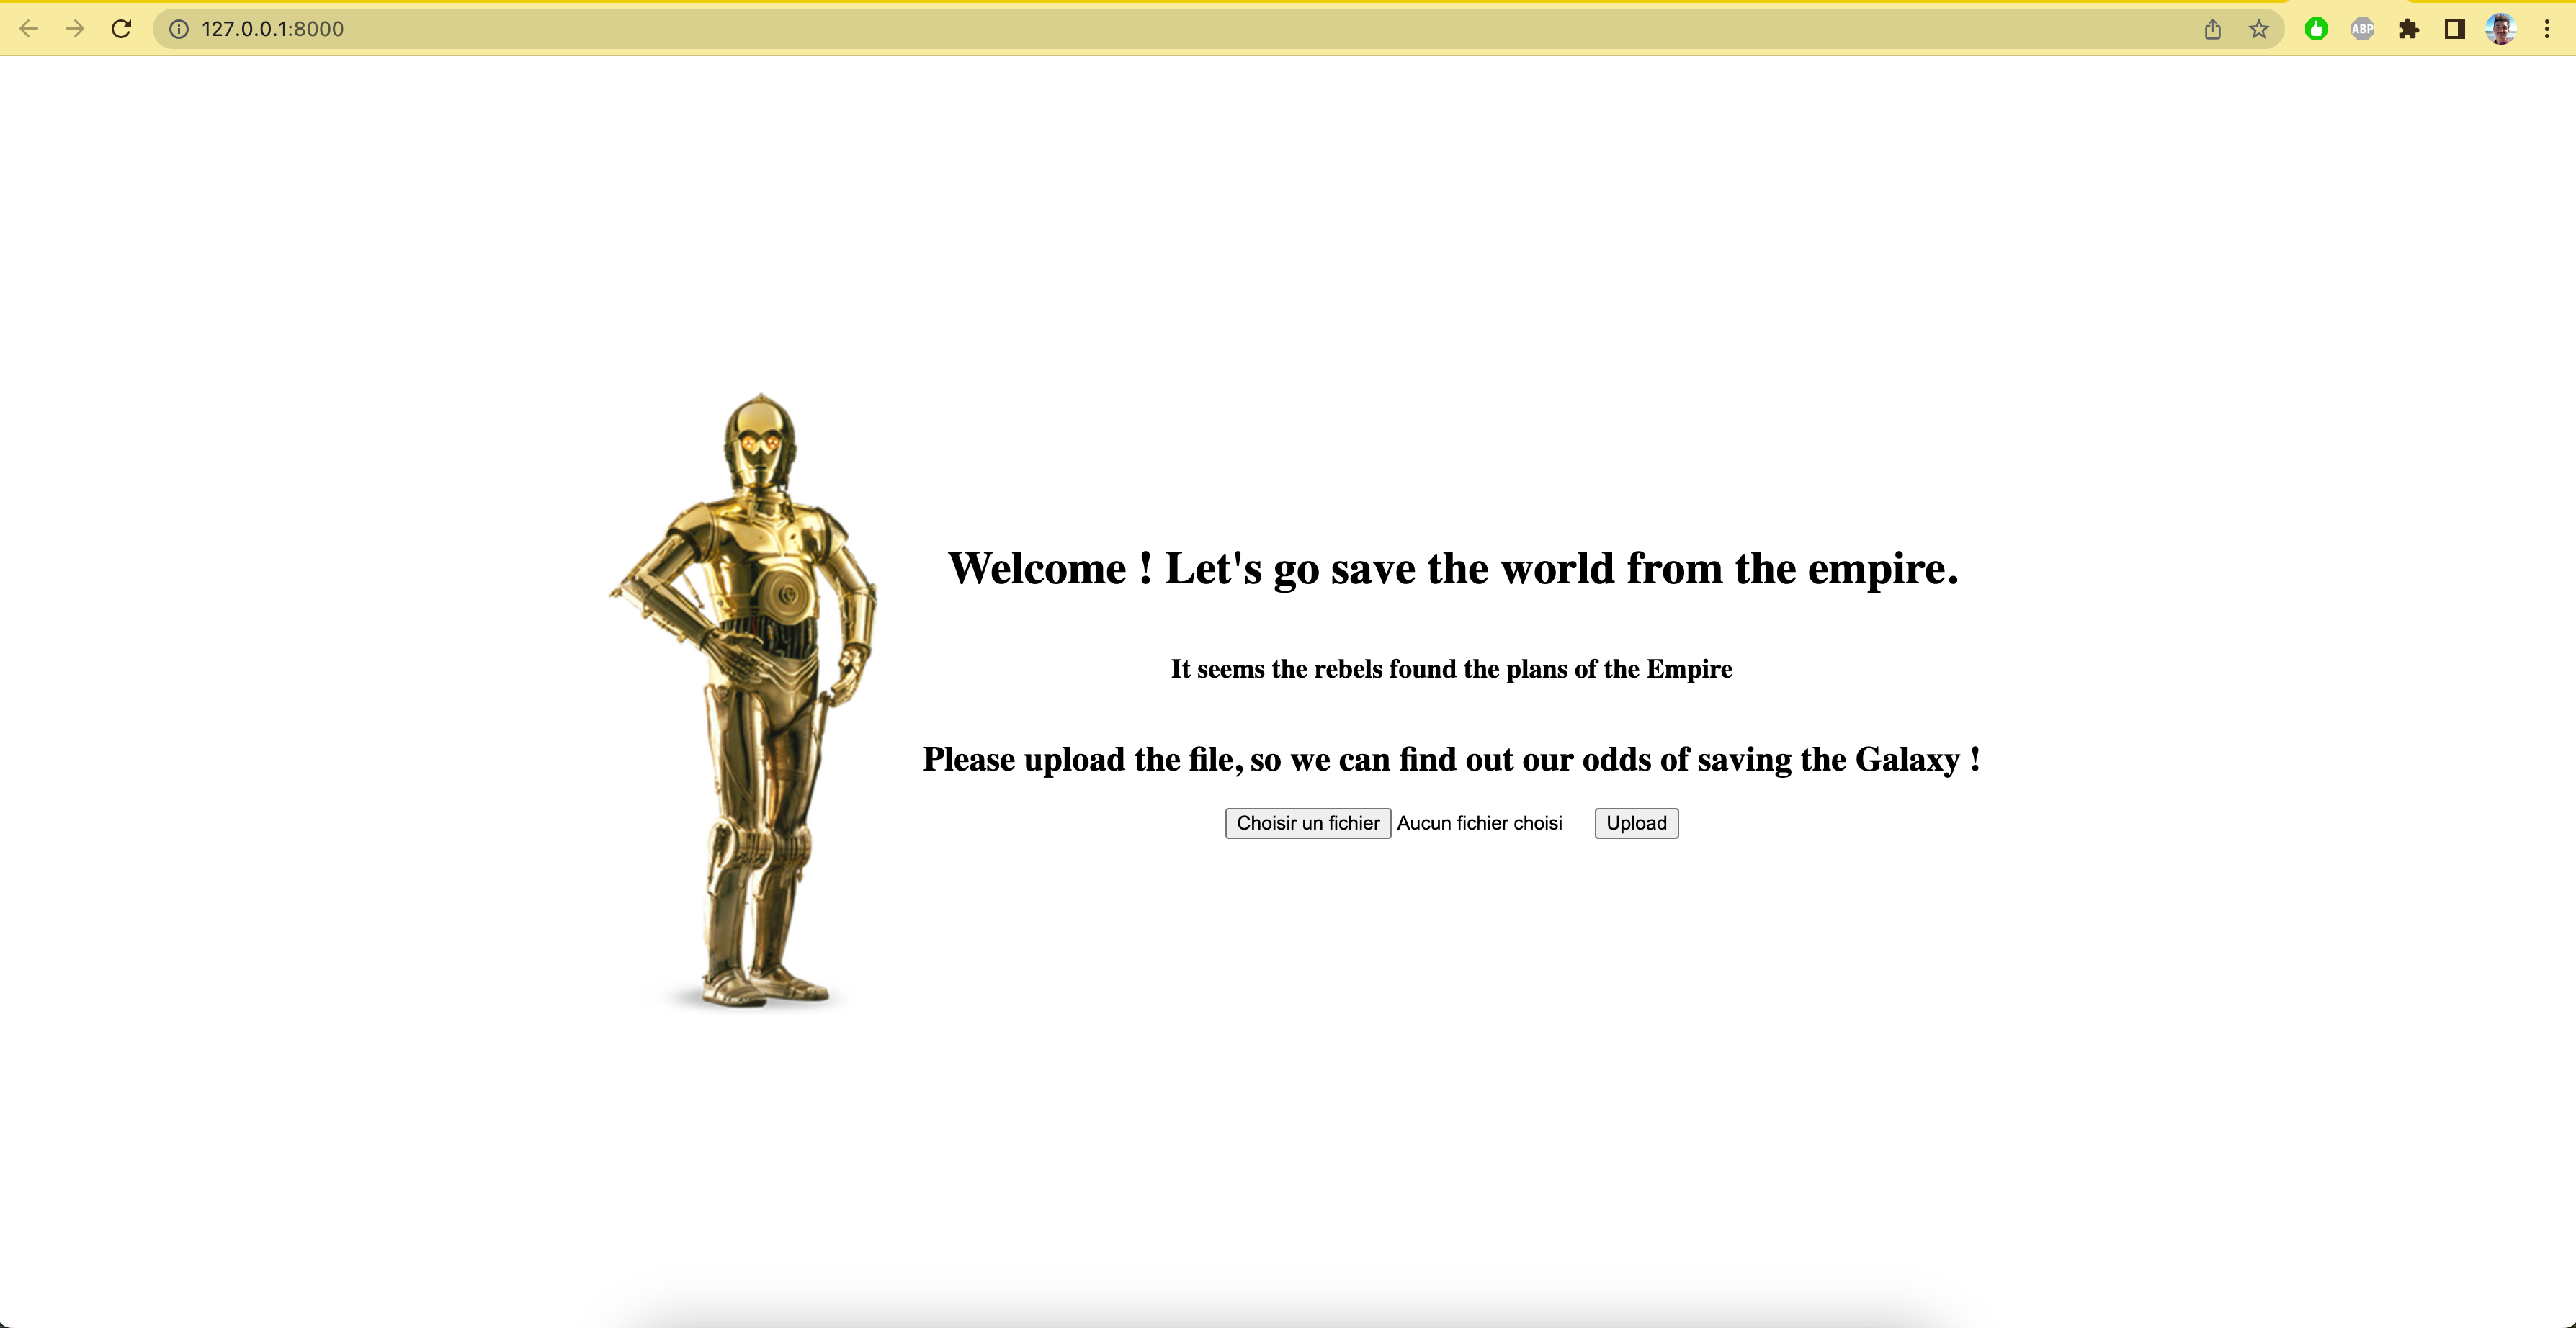 127.0.0.1:8000
ABP
Welcome ! Let's go save the world from the empire.
It seems the rebels found the plans of the Empire
Please upload the file, so we can find out our odds of saving the Galaxy !
Choisir un fichier Aucun fichier choisi Upload